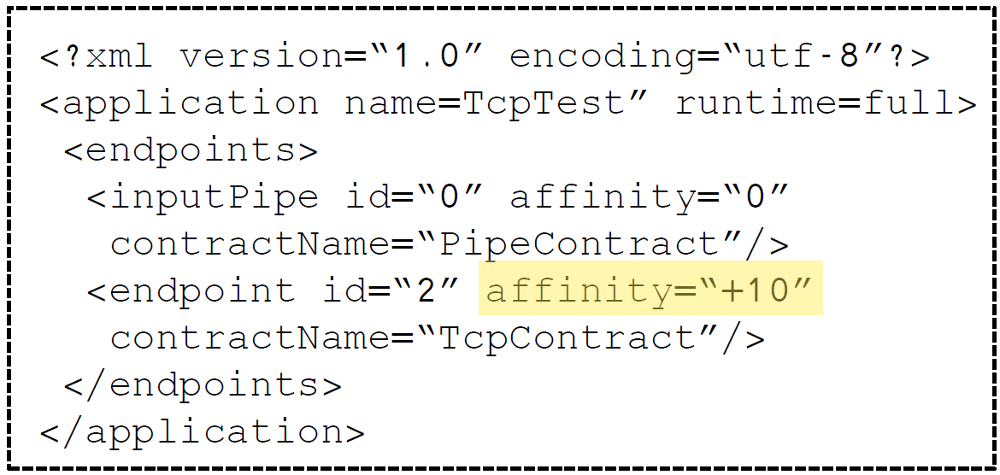 <?xml version=“1.0” encoding=“utf-8”?>
<application name=TcpTest” runtime=full>
<endpoints>
<inputPipe id=“0” affinity=“0”
contractName=“PipeContract”/>
<endpoint id=“2” affinity=“+10”
contractName=“TcpContract”/>
</endpoints>
</application>